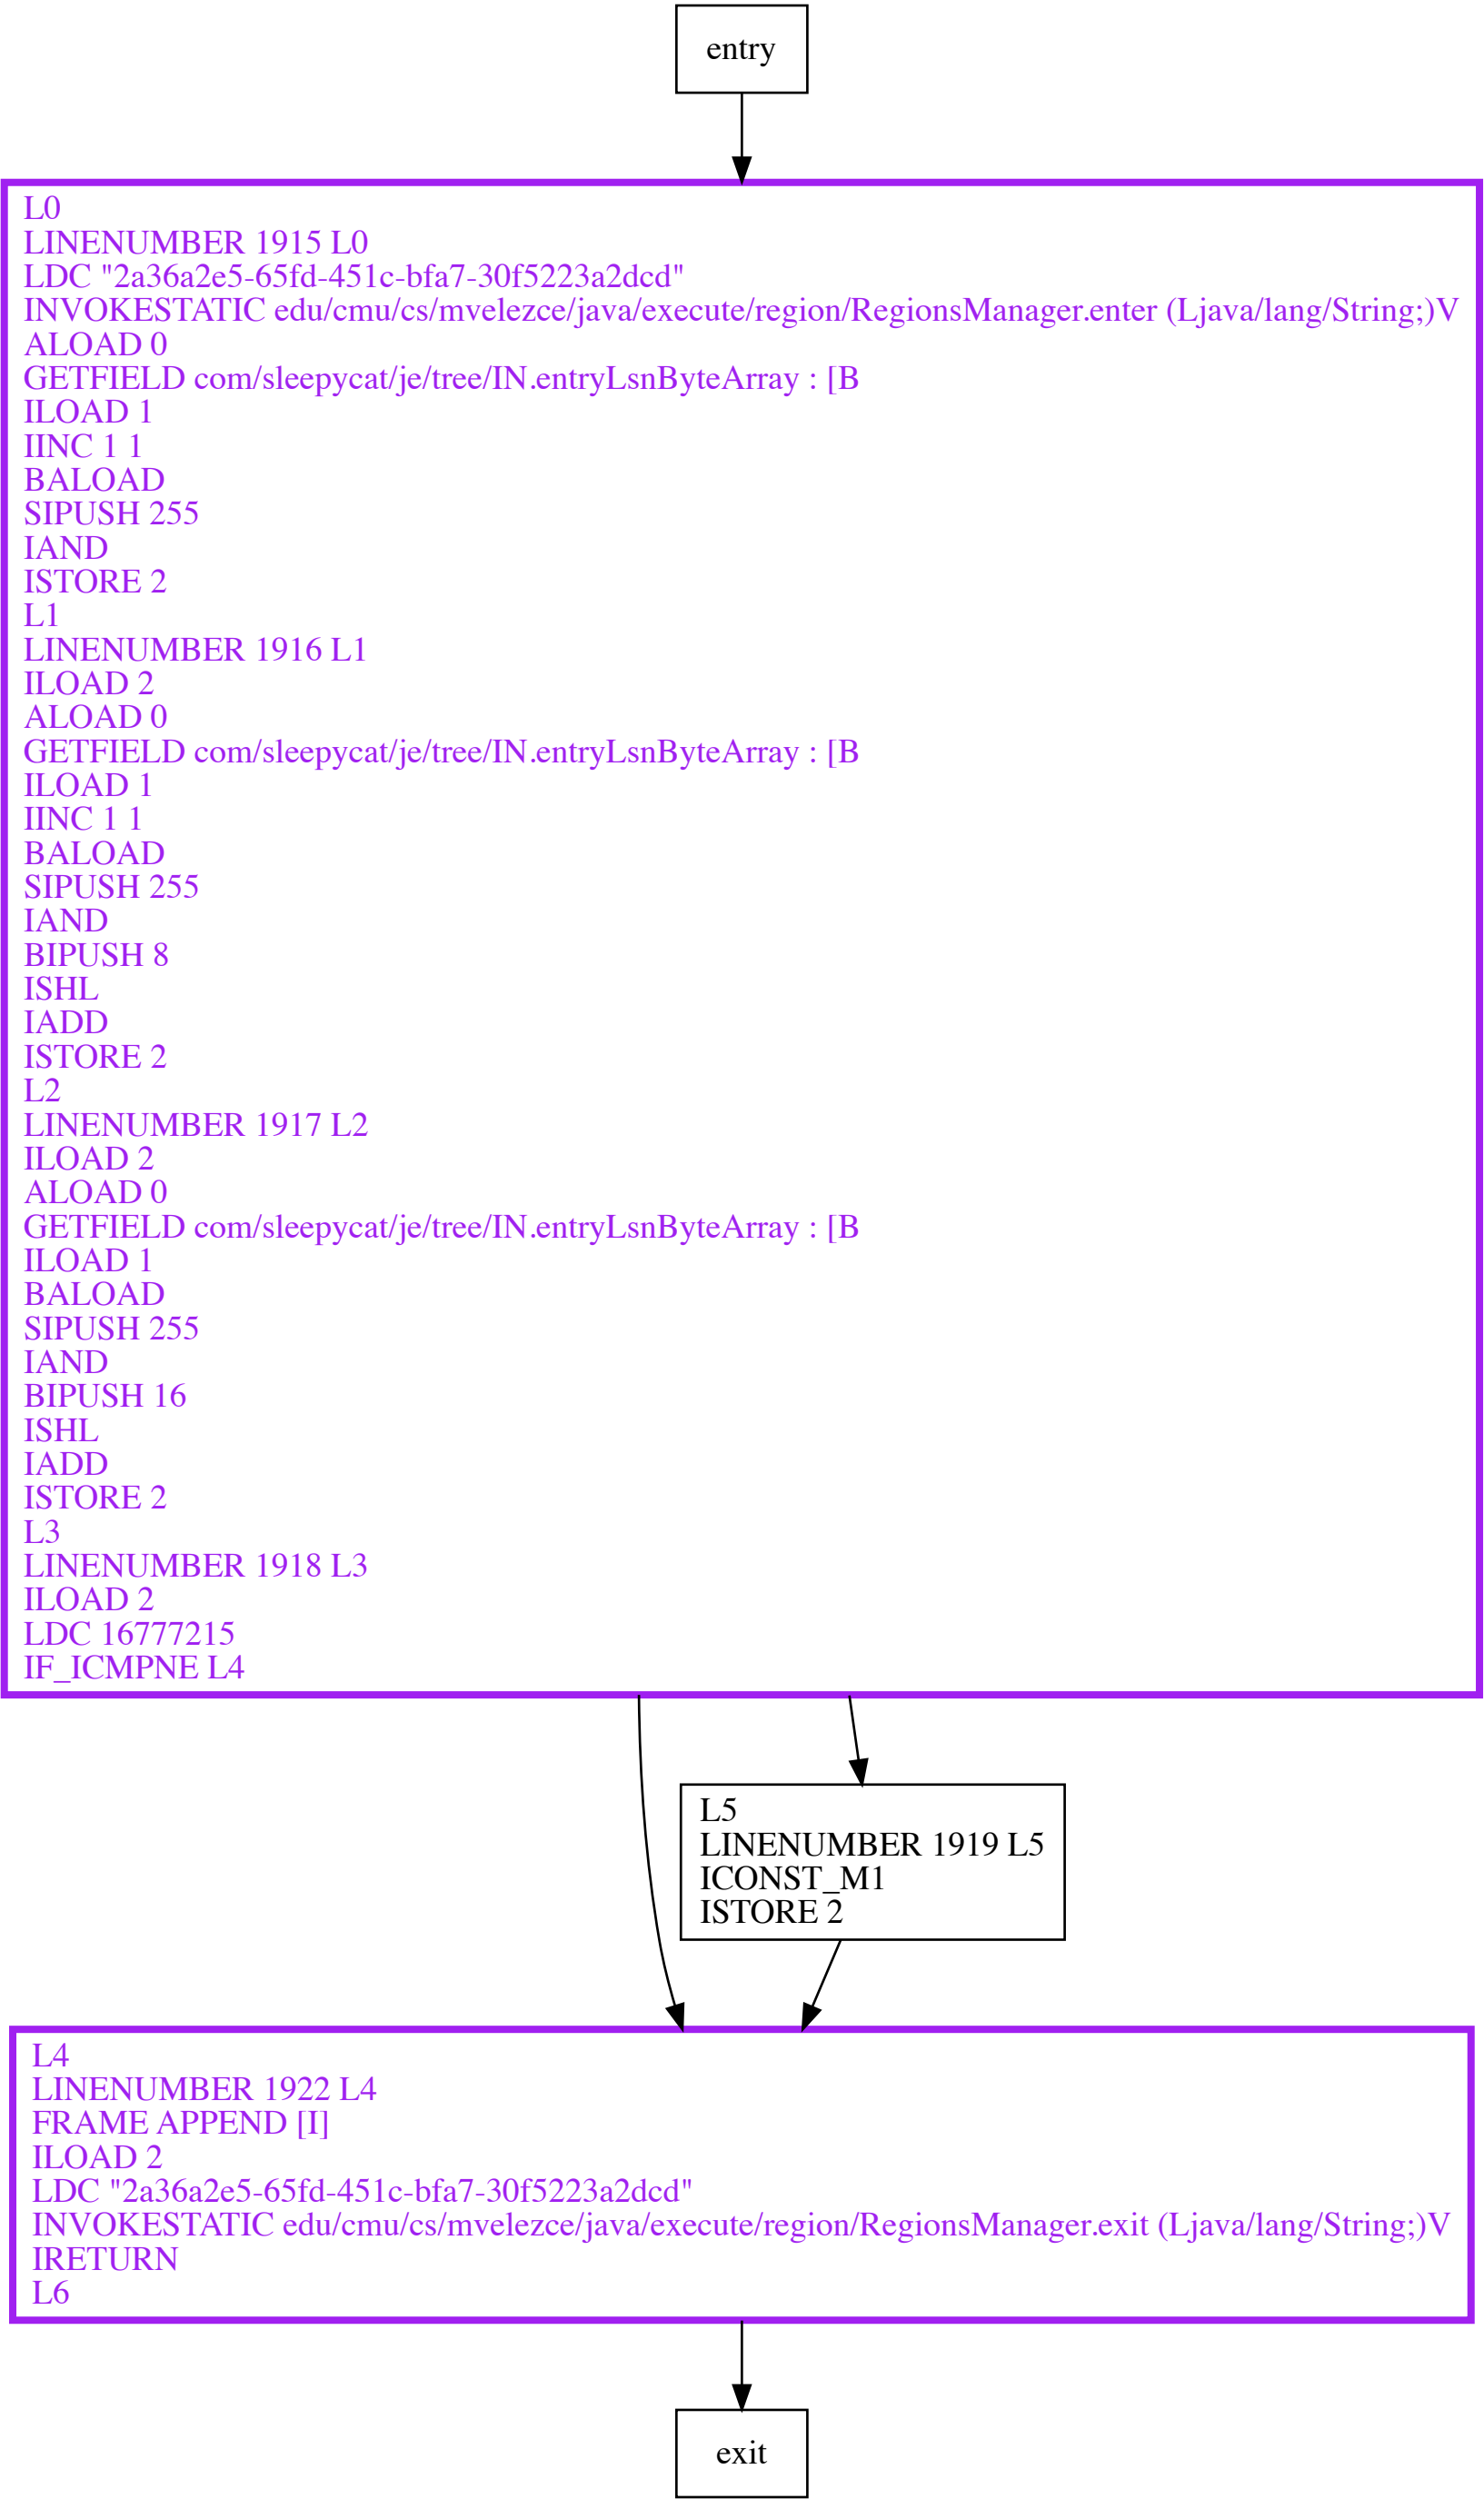 entry
L0
LINENUMBER 1915 L0
LDC "2a36a2e5-65fd-451c-bfa7-30f5223a2dcd"
INVOKESTATIC edu/cmu/cs/mvelezce/java/execute/region/RegionsManager.enter (Ljava/lang/String;)V
ALOAD 0
GETFIELD com/sleepycat/je/tree/IN.entryLsnByteArray : [B
ILOAD 1
IINC 1 1
BALOAD
SIPUSH 255
IAND
ISTORE 2
L1
LINENUMBER 1916 L1
ILOAD 2
ALOAD 0
GETFIELD com/sleepycat/je/tree/IN.entryLsnByteArray : [B
ILOAD 1
IINC 1 1
BALOAD
SIPUSH 255
IAND
BIPUSH 8
ISHL
IADD
ISTORE 2
L2
LINENUMBER 1917 L2
ILOAD 2
ALOAD 0
GETFIELD com/sleepycat/je/tree/IN.entryLsnByteArray : [B
ILOAD 1
BALOAD
SIPUSH 255
IAND
BIPUSH 16
ISHL
IADD
ISTORE 2
L3
LINENUMBER 1918 L3
ILOAD 2
LDC 16777215
IF_ICMPNE L4
L5
LINENUMBER 1919 L5
ICONST_M1
ISTORE 2
L4
LINENUMBER 1922 L4
FRAME APPEND [I]
ILOAD 2
LDC "2a36a2e5-65fd-451c-bfa7-30f5223a2dcd"
INVOKESTATIC edu/cmu/cs/mvelezce/java/execute/region/RegionsManager.exit (Ljava/lang/String;)V
IRETURN
L6
exit